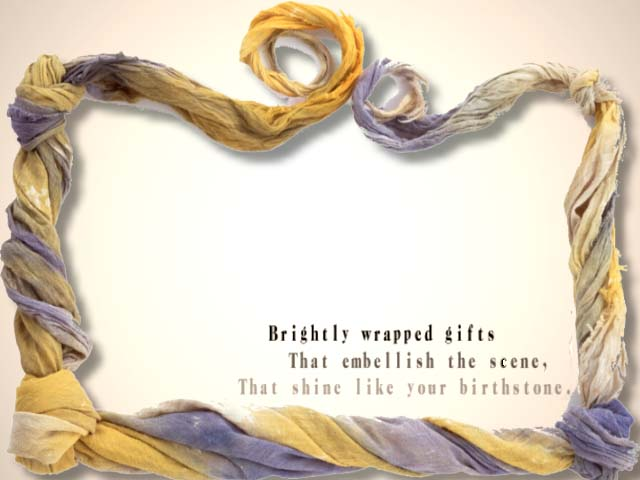 Brightly wrapped gifts
That embellish the scene,
That shine like your birthstone.